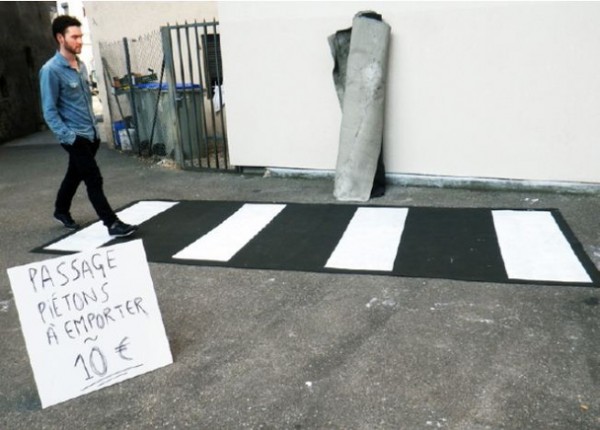 PASSAGE
PIÉTONS
À EMPORTER
~
10 €